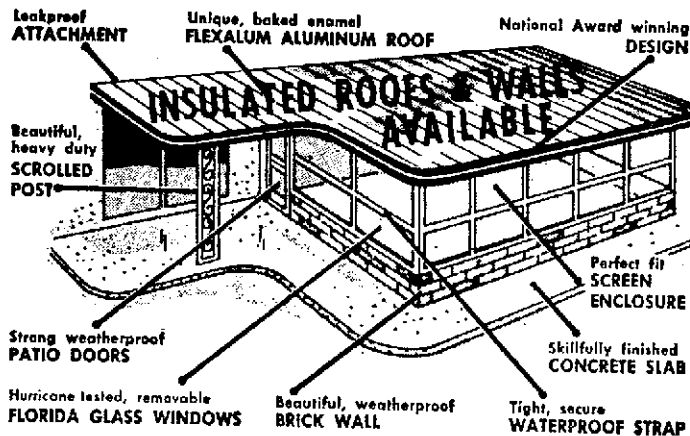 Leakproof
ATTACHMENT
Unique, baked enamel
FLEXALUM ALUMINUM ROOF
National Award winning
DESIGN
INSULATED ROOFS & WALLS
AVAILABLE
Beautiful,
heavy duty
SCROLLED
POST
Perfect fit
SCREEN
ENCLOSURE
Strong weatherproof
PATIO DOORS
Skillfully finished
CONCRETE SLAB
Hurricane tested, removable
FLORIDA GLASS WINDOWS
Beautiful, weatherproof
BRICK WALL
Tight, secure
WATERPROOF STRAP